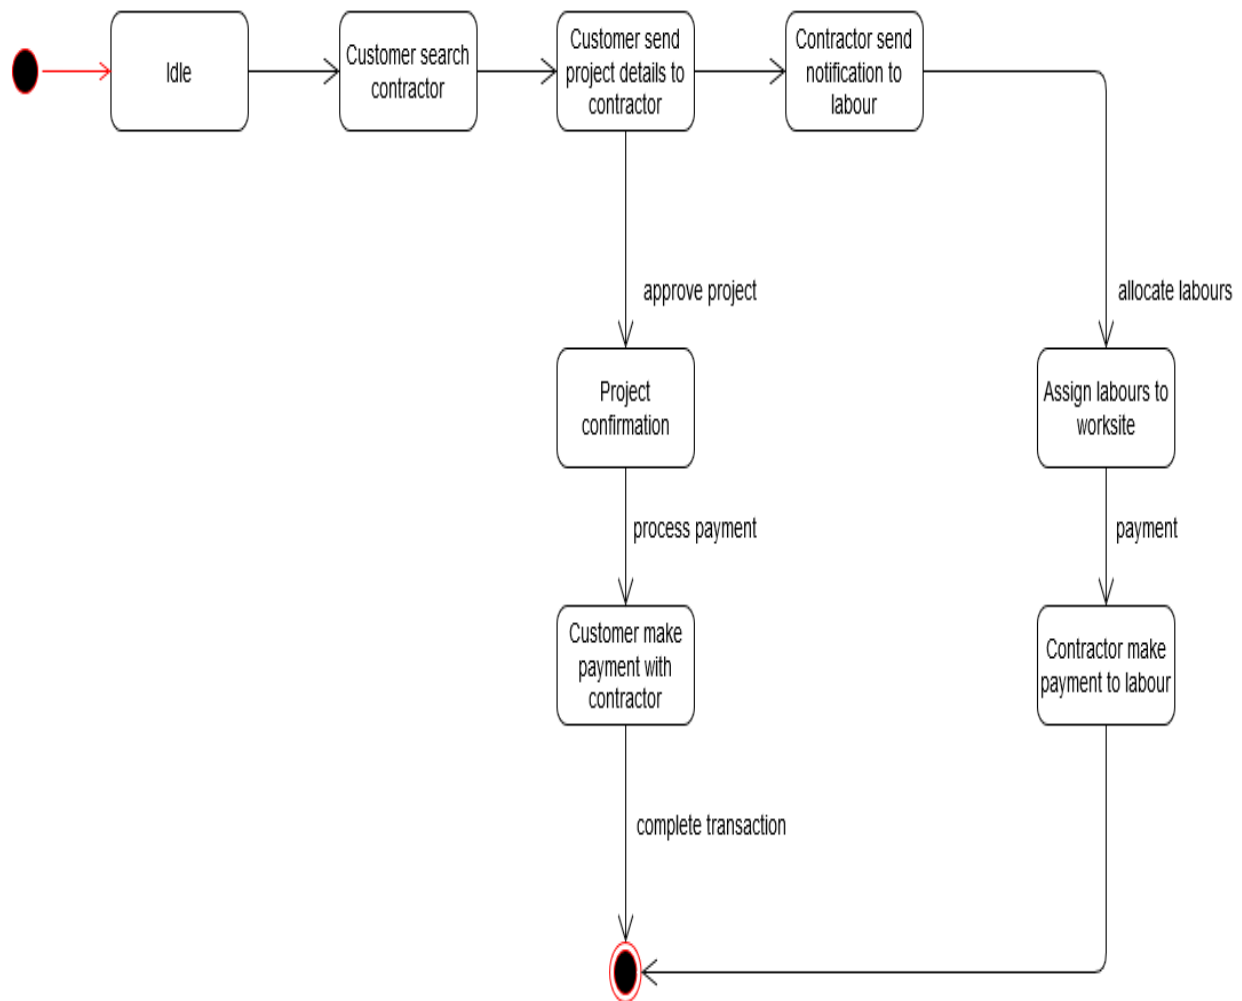 Idle
Customer search
contractor
Customer send
project details to
contractor
Contractor send
notification to
labour
approve project
allocate labours
Project
confirmation
Assign labours to
worksite
process payment
payment
Customer make
payment with
contractor
Contractor make
payment to labour
complete transaction